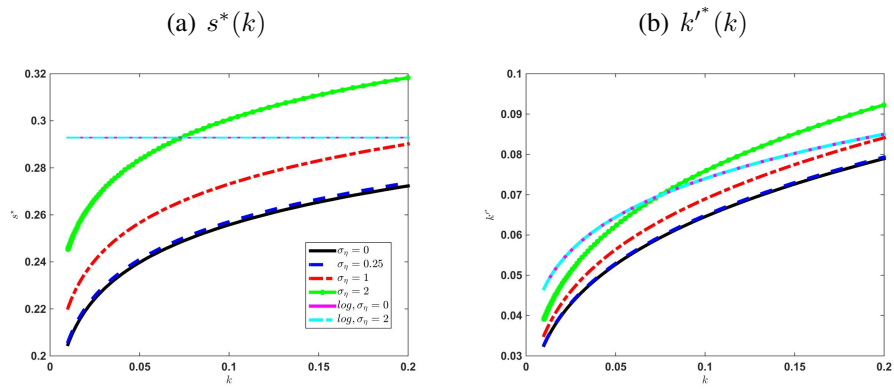 (a) s*(k)
(b) k′*(k)
0.32
0.3
0.28
0.26
0.24
0.22
0.2
s*
0
0.05
0.1
0.15
0.2
k
σ_η = 0
σ_η = 0.25
σ_η = 1
σ_η = 2
log, σ_η = 0
log, σ_η = 2
0.1
0.09
0.08
0.07
0.06
0.05
0.04
0.03
k′*
0
0.05
0.1
0.15
0.2
k